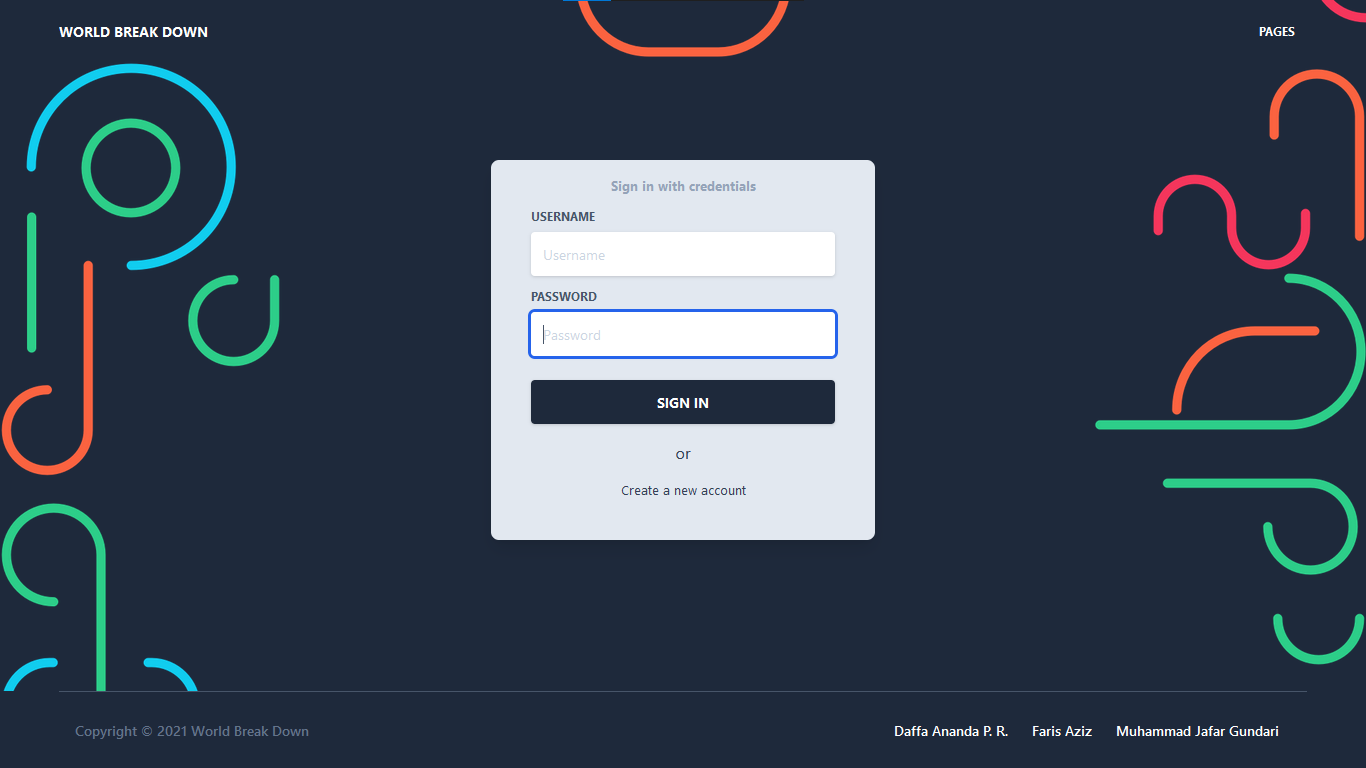 WORLD BREAK DOWN
PAGES
Sign in with credentials
USERNAME
Username
PASSWORD
Password
SIGN IN
or
Create a new account
Copyright © 2021 World Break Down
Daffa Ananda P. R.
Faris Aziz
Muhammad Jafar Gundari